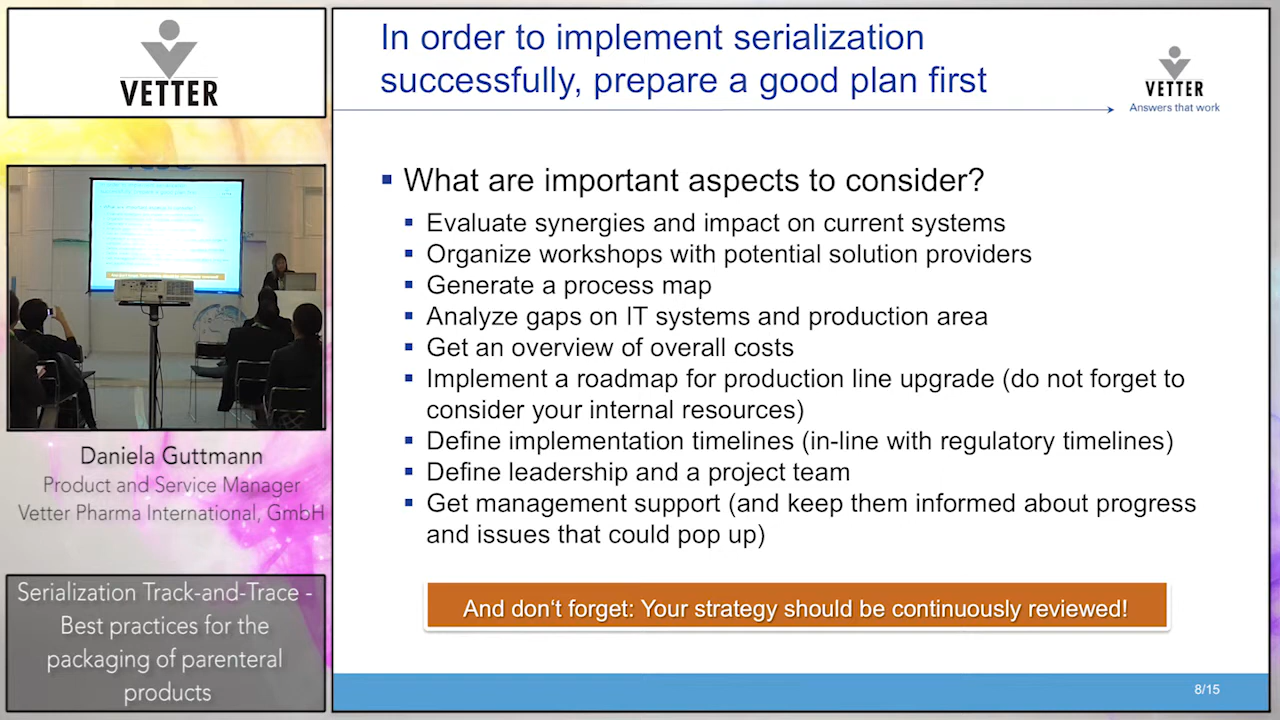 VETTER
Daniela Guttmann
Product and Service Manager
Vetter Pharma International, GmbH
Serialization Track-and-Trace -
Best practices for the
packaging of parenteral
products
In order to implement serialization
successfully, prepare a good plan first
VETTER
Answers that work
▪ What are important aspects to consider?
▪ Evaluate synergies and impact on current systems
▪ Organize workshops with potential solution providers
▪ Generate a process map
▪ Analyze gaps on IT systems and production area
▪ Get an overview of overall costs
▪ Implement a roadmap for production line upgrade (do not forget to
consider your internal resources)
▪ Define implementation timelines (in-line with regulatory timelines)
▪ Define leadership and a project team
▪ Get management support (and keep them informed about progress
and issues that could pop up)
And don‘t forget: Your strategy should be continuously reviewed!
8/15